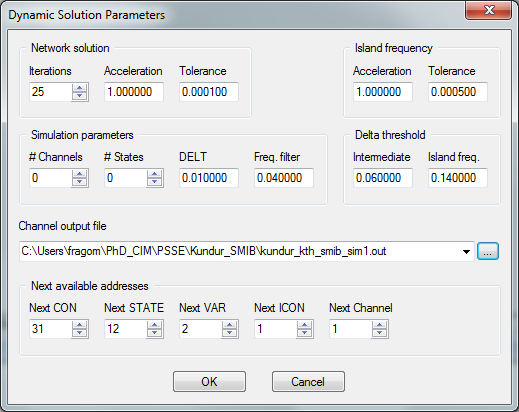 Dynamic Solution Parameters
Network solution
Island frequency
Iterations Acceleration Tolerance
Acceleration Tolerance
25 1.000000 0.000100
1.000000 0.000500
Simulation parameters
Delta threshold
# Channels # States DELT Freq. filter
Intermediate Island freq.
0 0 0.010000 0.040000
0.060000 0.140000
Channel output file
C:\Users\fragom\PhD_CIM\PSSE\Kundur_SMIB\kundur_kth_smib_sim1.out
...
Next available addresses
Next CON Next STATE Next VAR Next ICON Next Channel
31 12 2 1 1
OK Cancel